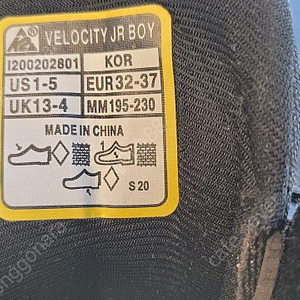 VELOCITY JR BOY
I200202801 KOR
US1-5 EUR32-37
UK13-4 MM195-230
MADE IN CHINA
S 20